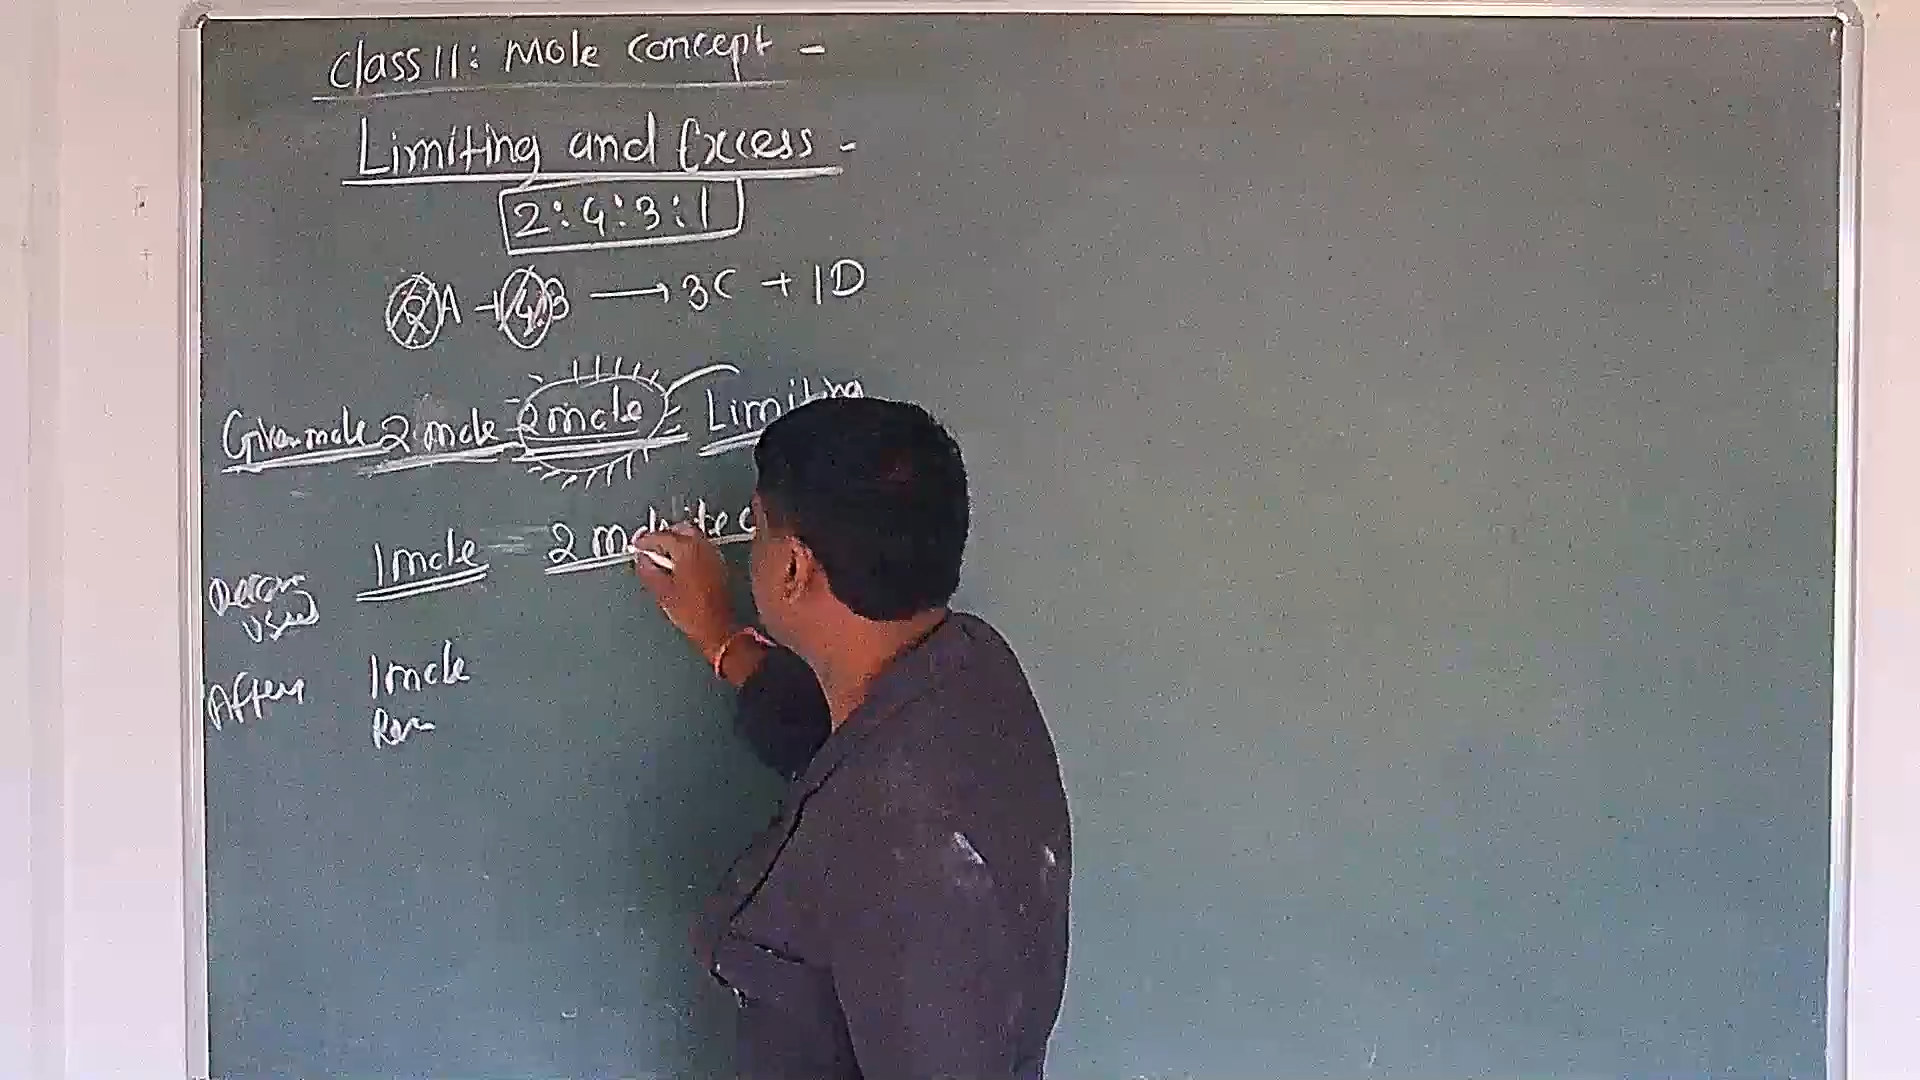 Class 11: Mole Concept -
Limiting and Excess -
2:4:3:1
2A + 4B → 3C + 1D
Given mole 2 mole 2 mole Limiting
1 mole 2
used
After 1 mole
Rem